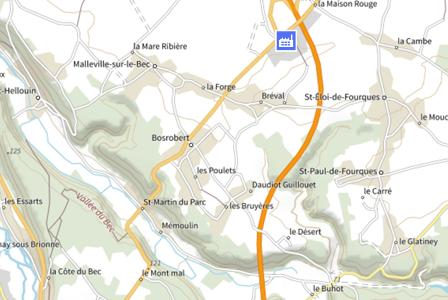 la Maison Rouge
la Mare Ribière
la Cambe
Malleville-sur-le-Bec
la Forge
Bréval
St-Éloi-de-Fourques
t-Hellouin
le Mouc
Bosrobert
125
les Poulets
St-Paul-de-Fourques
Daudiot Guillouet
le Carré
les Essarts
Vallée du Bec
St-Martin du Parc
les Bruyères
Mémoulin
le Désert
le Glatiney
nay sous Brionne
121
la Côte du Bec
le Mont mal
le Buhot